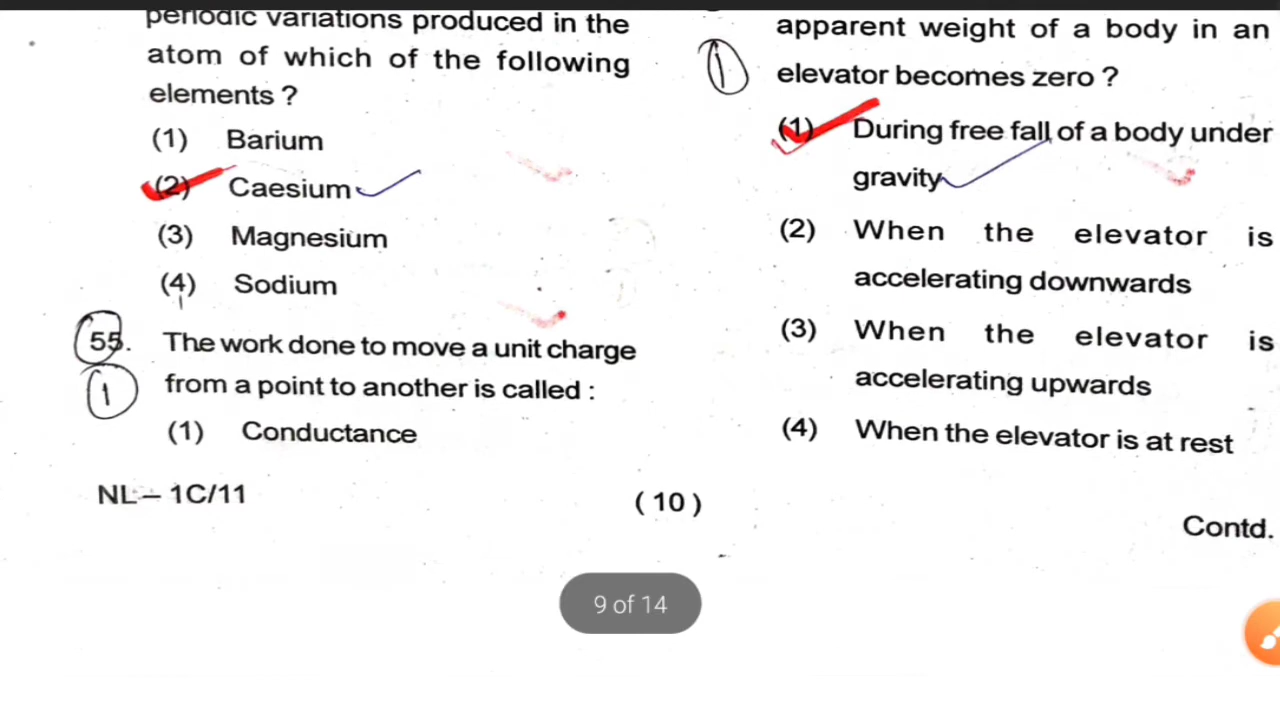 periodic variations produced in the
atom of which of the following
elements ?
(1) Barium
(2) Caesium
(3) Magnesium
(4) Sodium
55. The work done to move a unit charge
1 from a point to another is called :
(1) Conductance
NL – 1C/11
apparent weight of a body in an
1 elevator becomes zero ?
(1) During free fall of a body under
gravity
(2) When the elevator is
accelerating downwards
(3) When the elevator is
accelerating upwards
(4) When the elevator is at rest
( 10 )
Contd.
9 of 14